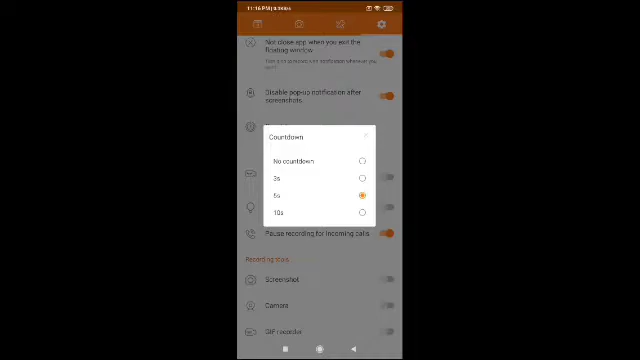 11:16 PM
Not close app when you exit the
floating window
Disable pop-up notification after
screenshots
Countdown
No countdown
3s
5s
10s
Pause recording for incoming calls
Recording tools
Screenshot
Camera
GIF recorder